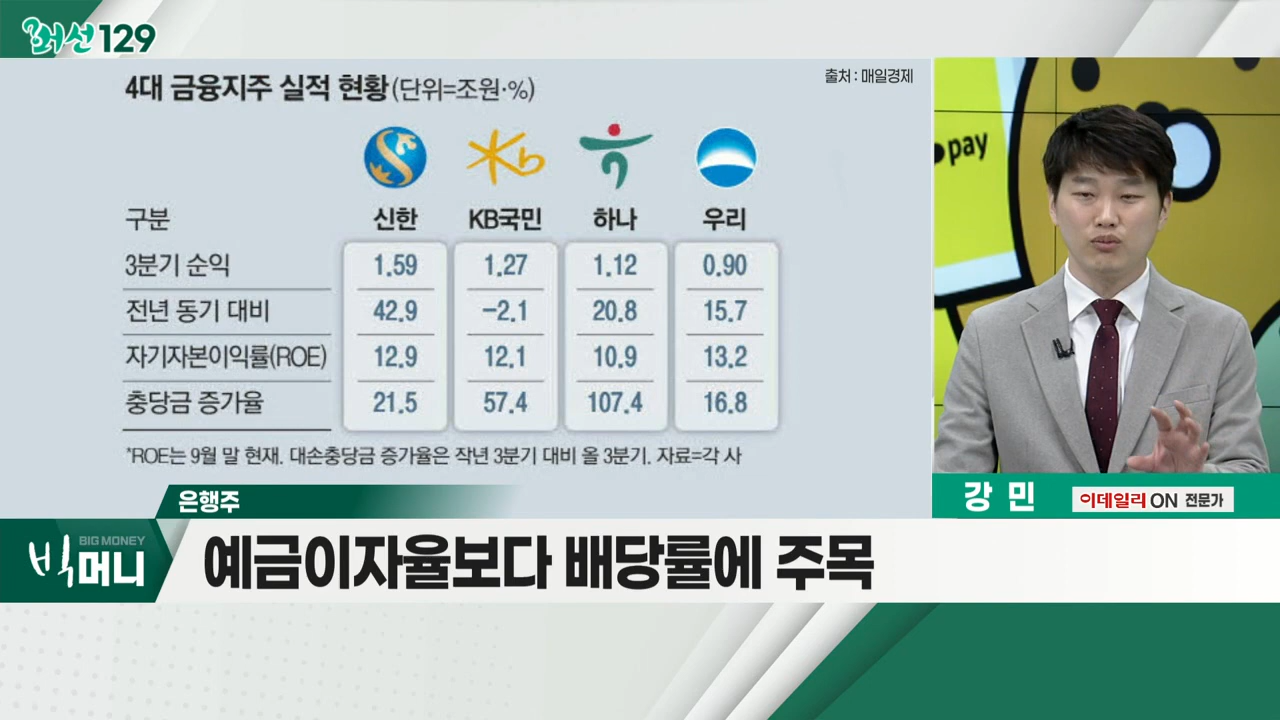 최선129
4대 금융지주 실적 현황(단위=조원·%)
출처 : 매일경제
구분 신한 KB국민 하나 우리
3분기 순익 1.59 1.27 1.12 0.90
전년 동기 대비 42.9 -2.1 20.8 15.7
자기자본이익률(ROE) 12.9 12.1 10.9 13.2
충당금 증가율 21.5 57.4 107.4 16.8
*ROE는 9월 말 현재. 대손충당금 증가율은 작년 3분기 대비 올 3분기. 자료=각 사
pay
강 민 이데일리 ON 전문가
은행주
BIG MONEY
빅머니
예금이자율보다 배당률에 주목